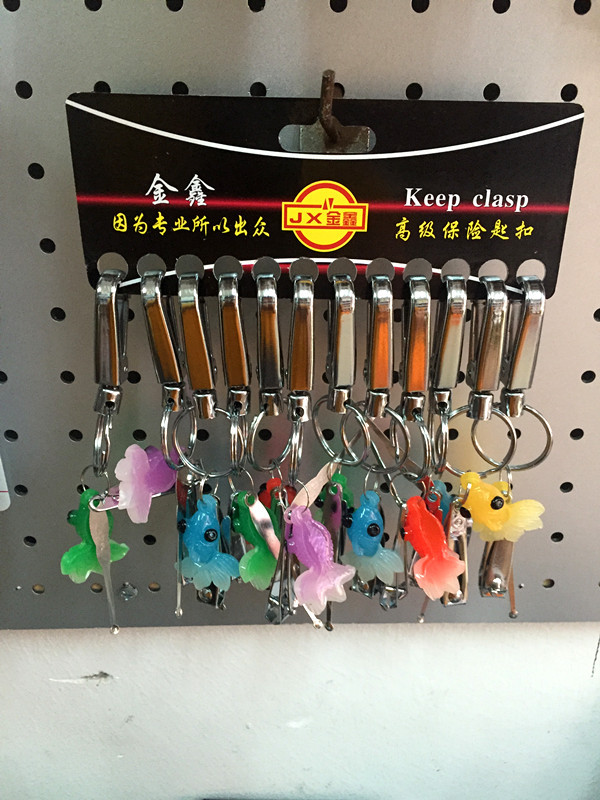 金鑫
因为专业所以出众
JX金鑫
Keep clasp
高级保险匙扣